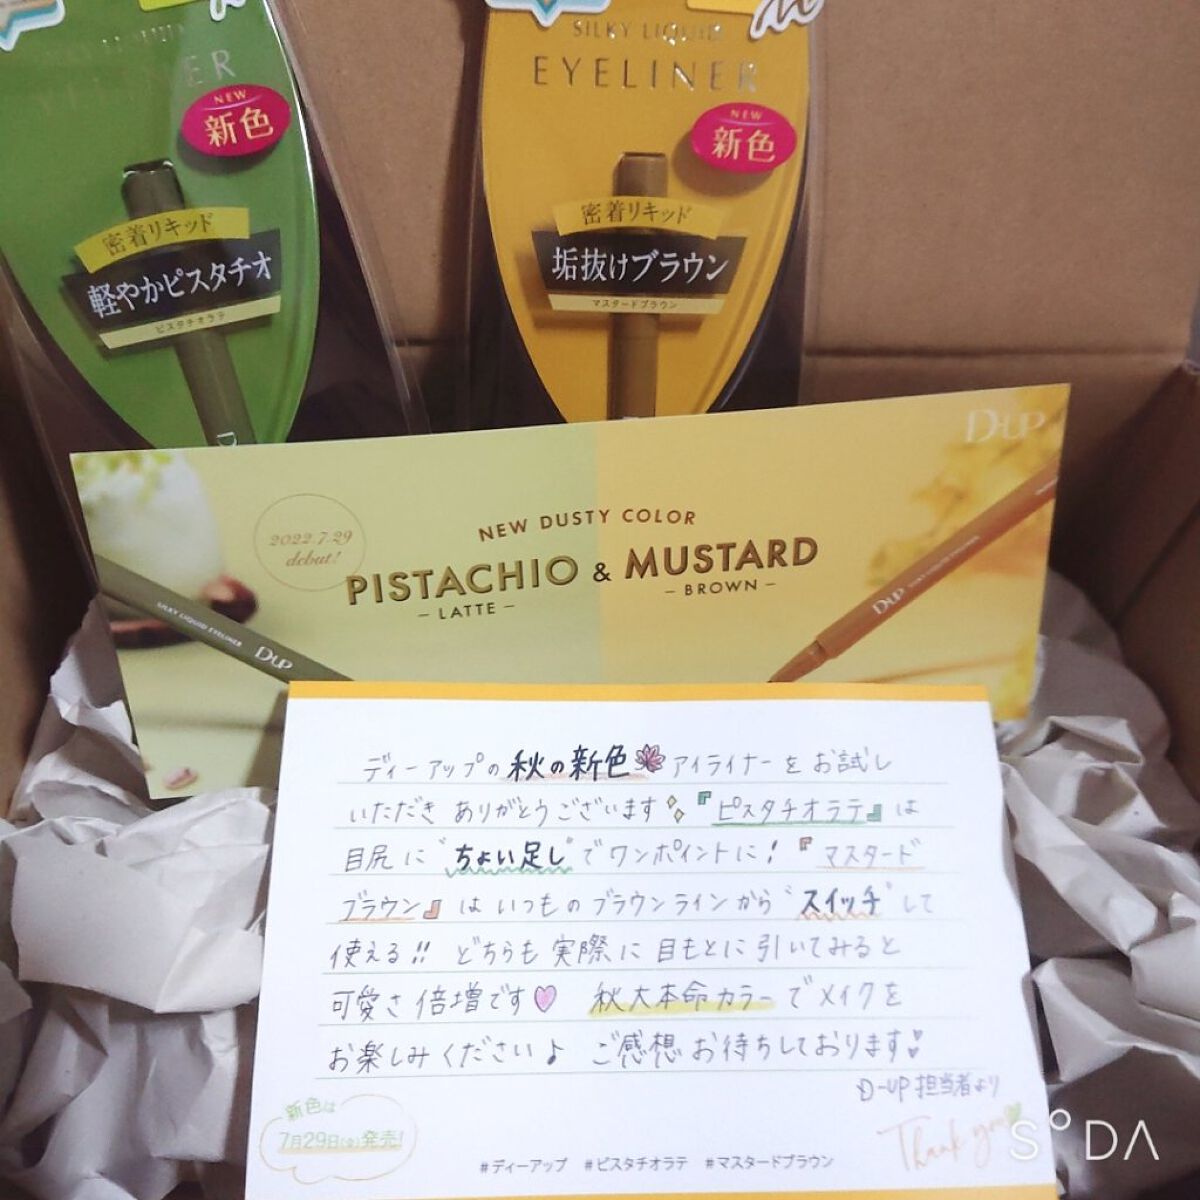 EYELINER
NEW
新色
密着リキッド
軽やかピスタチオ
ピスタチオラテ
SILKY LIQUID
EYELINER
NEW
新色
密着リキッド
垢抜けブラウン
マスタードブラウン
D-UP
2022.7.29
debut!
NEW DUSTY COLOR
PISTACHIO & MUSTARD
- LATTE -
- BROWN -
SILKY LIQUID EYELINER D-UP
D-UP SILKY LIQUID EYELINER
ディーアップの秋の新色アイライナーをお試し
いただきありがとうございます『ピスタチオラテ』は
目尻に"ちょい足し"でワンポイントに!『マスタード
ブラウン』はいつものブラウンラインから"スイッチ"して
使える!!どちらも実際に目もとに引いてみると
可愛さ倍増です♡ 秋大本命カラーでメイクを
お楽しみください♪ ご感想お待ちしております
D-UP担当者より
新色は
7月29日(金)発売!
Thank you
#ディーアップ #ピスタチオラテ #マスタードブラウン
SODA